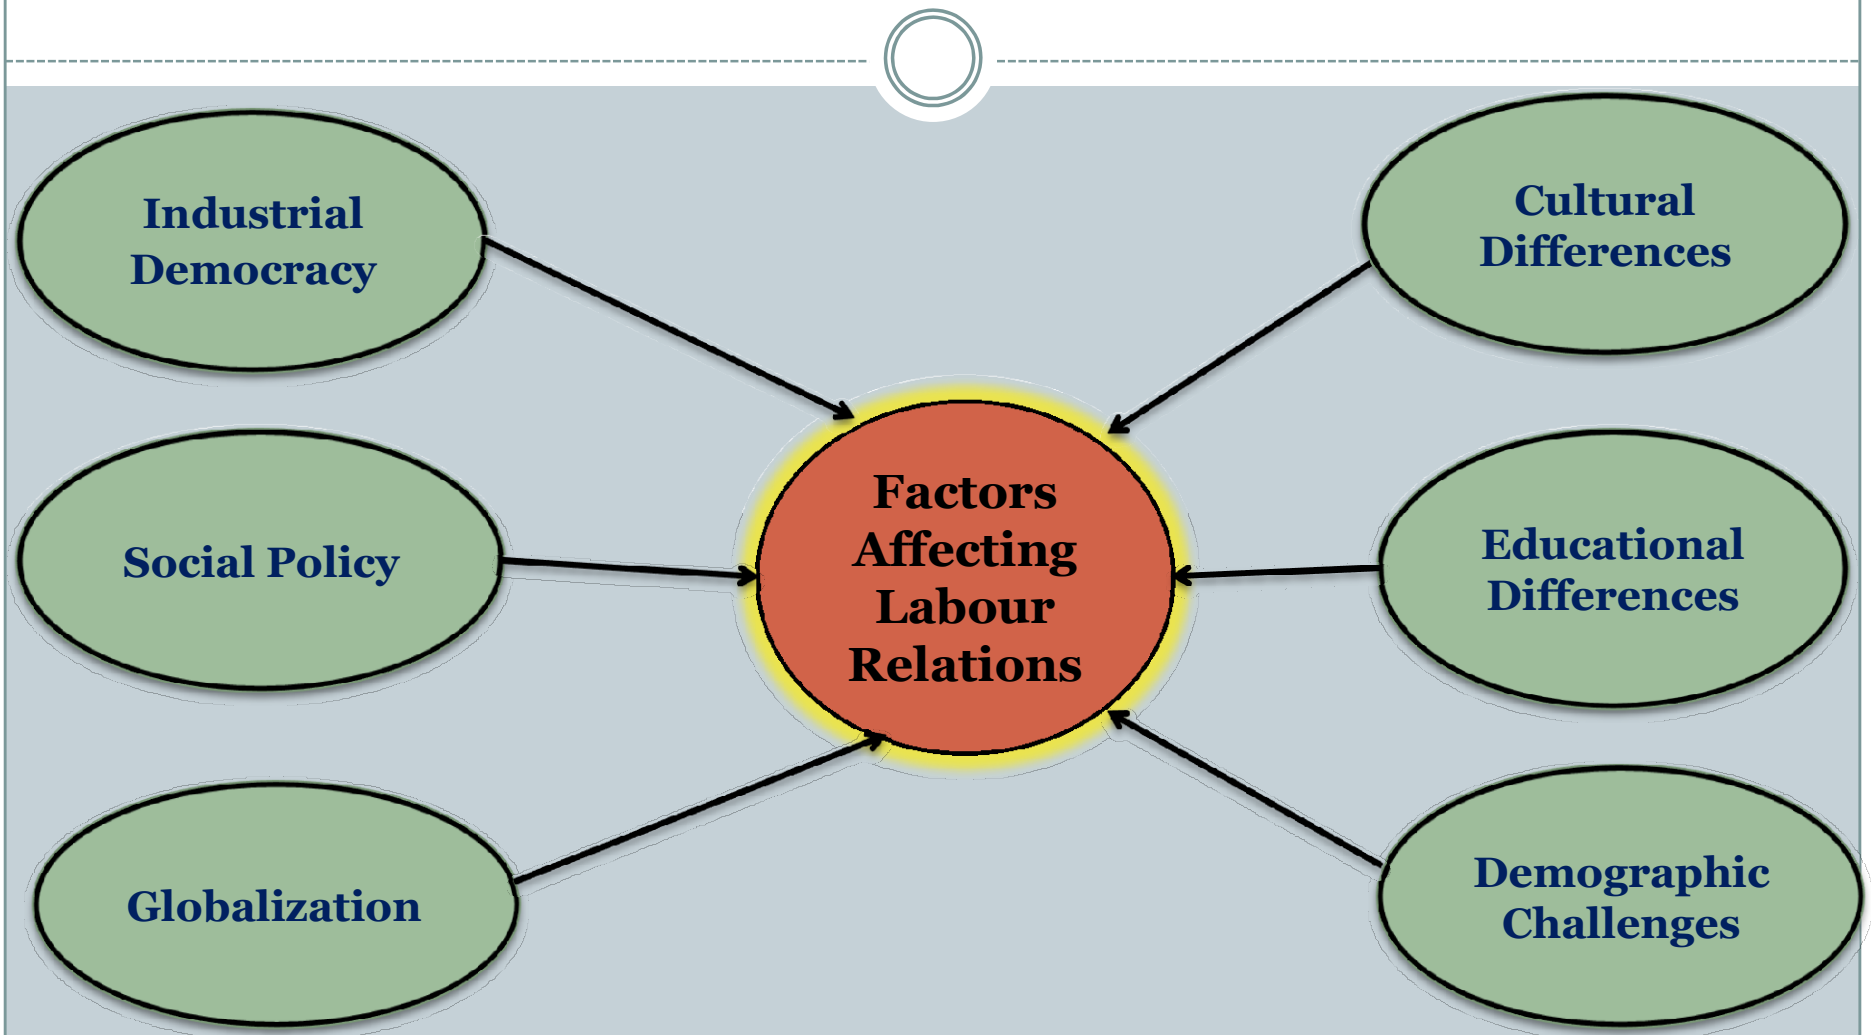 Industrial
Democracy
Social Policy
Globalization
Factors
Affecting
Labour
Relations
Cultural
Differences
Educational
Differences
Demographic
Challenges